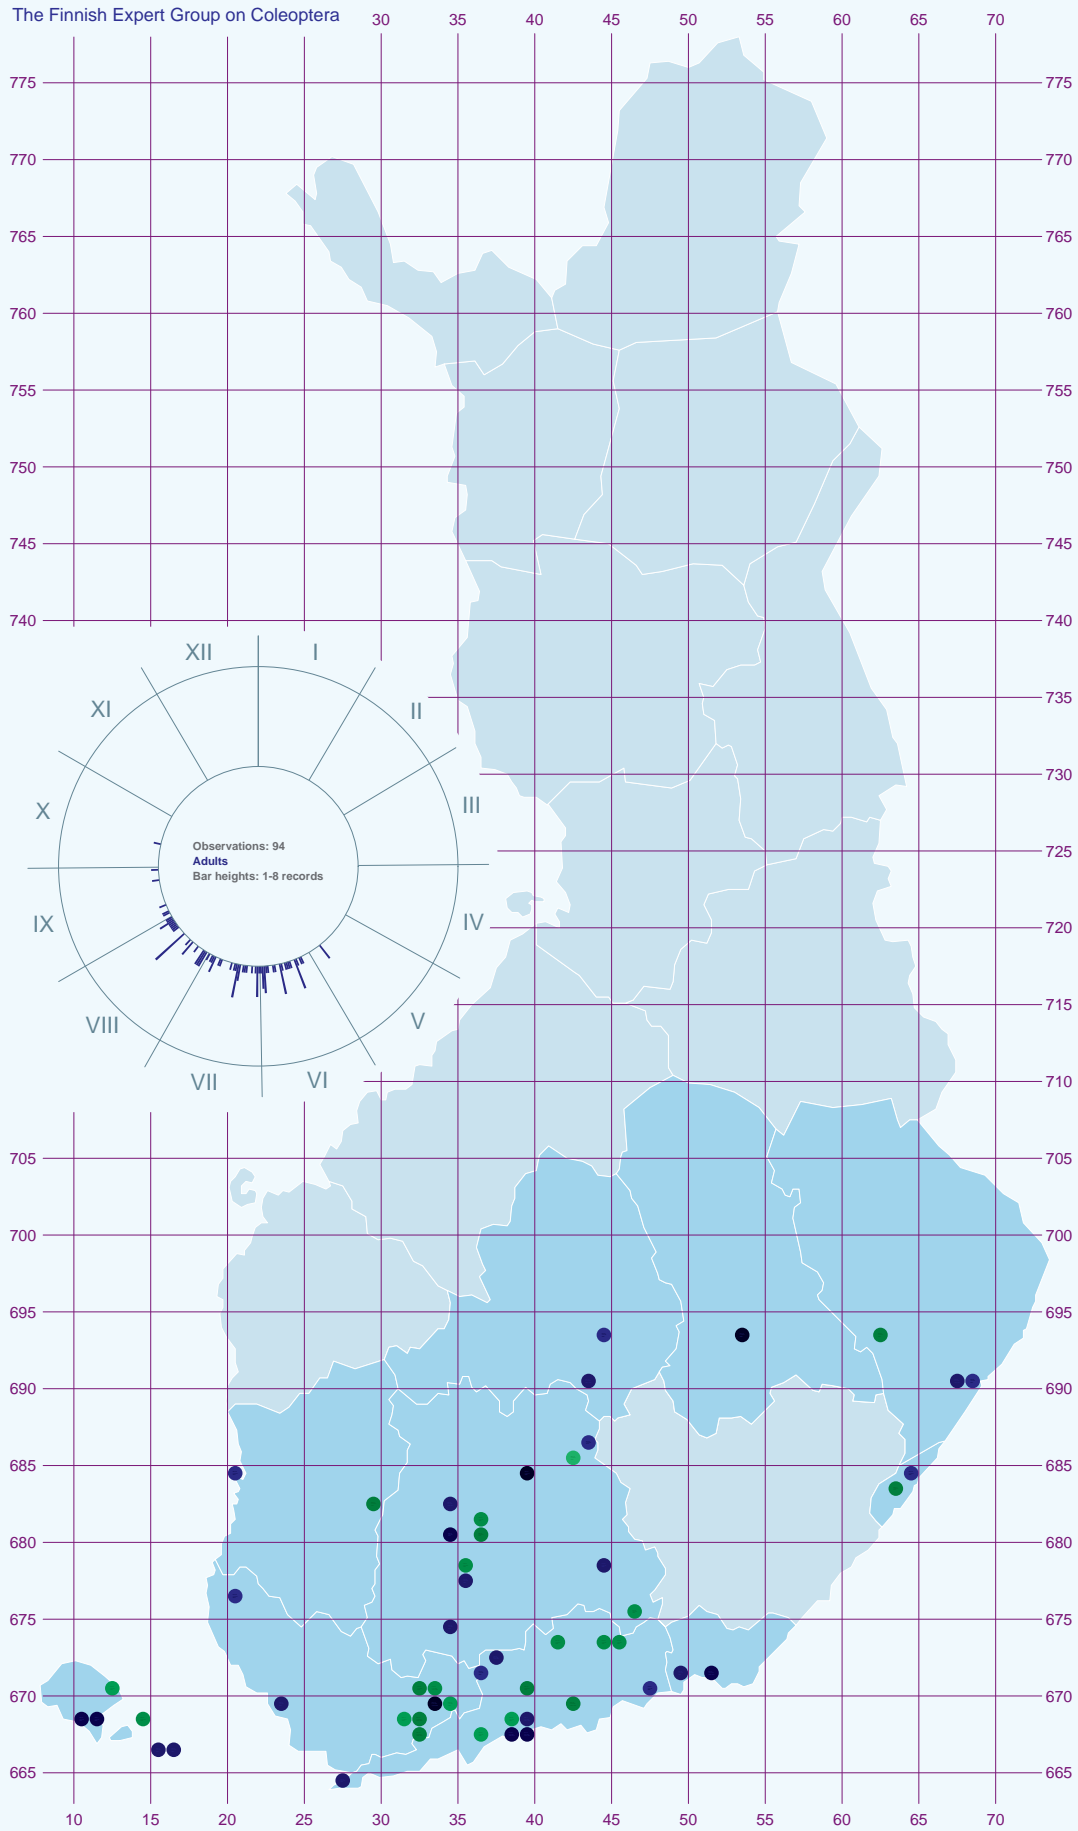 The Finnish Expert Group on Coleoptera
30 35 40 45 50 55 60 65 70
775 775
770 770
765 765
760 760
755 755
750 750
745 745
740 740
XII I
XI II
735
730
III
X
725
Observations: 94
Adults
Bar heights: 1-8 records
IX IV 720
VIII V 715
VII VI 710
705 705
700 700
695 695
690 690
685 685
680 680
675 675
670 670
665 665
10 15 20 25 30 35 40 45 50 55 60 65 70